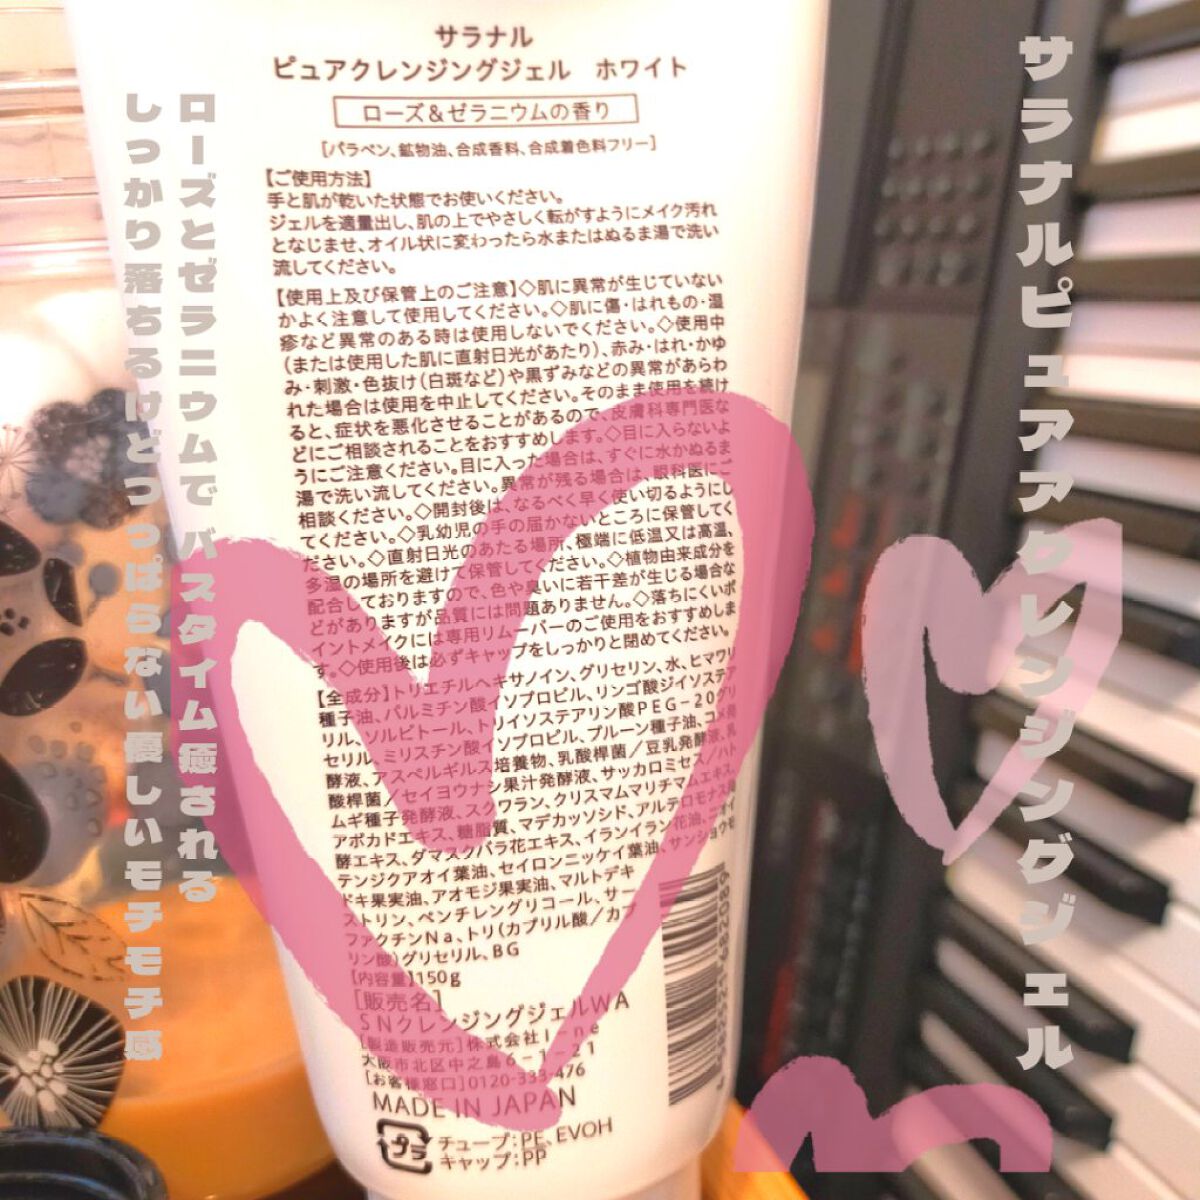 サラナルピュアアクレンジングジェル
ローズとゼラニウムで バスタイム癒される
しっかり落ちるけどつっぱらない優しいモチモチ感
サラナル
ピュアクレンジングジェル ホワイト
ローズ&ゼラニウムの香り
[パラベン、鉱物油、合成香料、合成着色料フリー]
【ご使用方法】
手と肌が乾いた状態でお使いください。
ジェルを適量出し、肌の上でやさしく転がすようにメイク汚れ
となじませ、オイル状に変わったら水またはぬるま湯で洗い
流してください。
【使用上及び保管上のご注意】◇肌に異常が生じていない
かよく注意して使用してください。◇肌に傷・はれもの・湿
疹など異常のある時は使用しないでください。◇使用中
(または使用した肌に直射日光があたり)、赤み・はれ・かゆ
み・刺激・色抜け(白斑など)や黒ずみなどの異常があらわ
れた場合は使用を中止してください。そのまま使用を続け
ると、症状を悪化させることがあるので、皮膚科専門医な
どにご相談されることをおすすめします。◇目に入らないよ
うにご注意ください。目に入った場合は、すぐに水かぬるま
湯で洗い流してください。異常が残る場合は、眼科医にご
相談ください。◇開封後は、なるべく早く使い切るようにし
てください。◇乳幼児の手の届かないところに保管してく
ださい。◇直射日光のあたる場所、極端に低温又は高温、
多湿の場所を避けて保管してください。◇植物由来成分を
配合しておりますので、色や臭いに若干差が生じる場合な
どがありますが品質には問題ありません。◇落ちにくいポ
イントメイクには専用リムーバーのご使用をおすすめしま
す。◇使用後は必ずキャップをしっかりと閉めてください。
【全成分】トリエチルヘキサノイン、グリセリン、水、ヒマワリ
種子油、パルミチン酸イソプロピル、リンゴ酸ジイソステア
リル、ソルビトール、トリイソステアリン酸PEG-20グリ
セリル、ミリスチン酸イソプロピル、プルーン種子油、コメ発
酵液、アスペルギルス培養物、乳酸桿菌/豆乳発酵液、乳
酸桿菌/セイヨウナシ果汁発酵液、サッカロミセス/ハト
ムギ種子発酵液、スクワラン、クリスマムマリチマムエキス、
アボカドエキス、糖脂質、マデカッソシド、アルテロモナス発
酵エキス、ダマスクバラ花エキス、イランイラン花油、ニオイ
テンジクアオイ葉油、セイロンニッケイ葉油、サンショウモ
ドキ果実油、アオモジ果実油、マルトデキ
ストリン、ペンチレングリコール、サー
ファクチンNa、トリ(カプリル酸/カプ
リン酸)グリセリル、BG
【内容量】150g
[販売名]
SNクレンジングジェルWA
[製造販売元]株式会社I-ne
大阪市北区中之島6-1-21
[お客様窓口]0120-333-476
MADE IN JAPAN
プラ チューブ:PE、EVOH
キャップ:PP